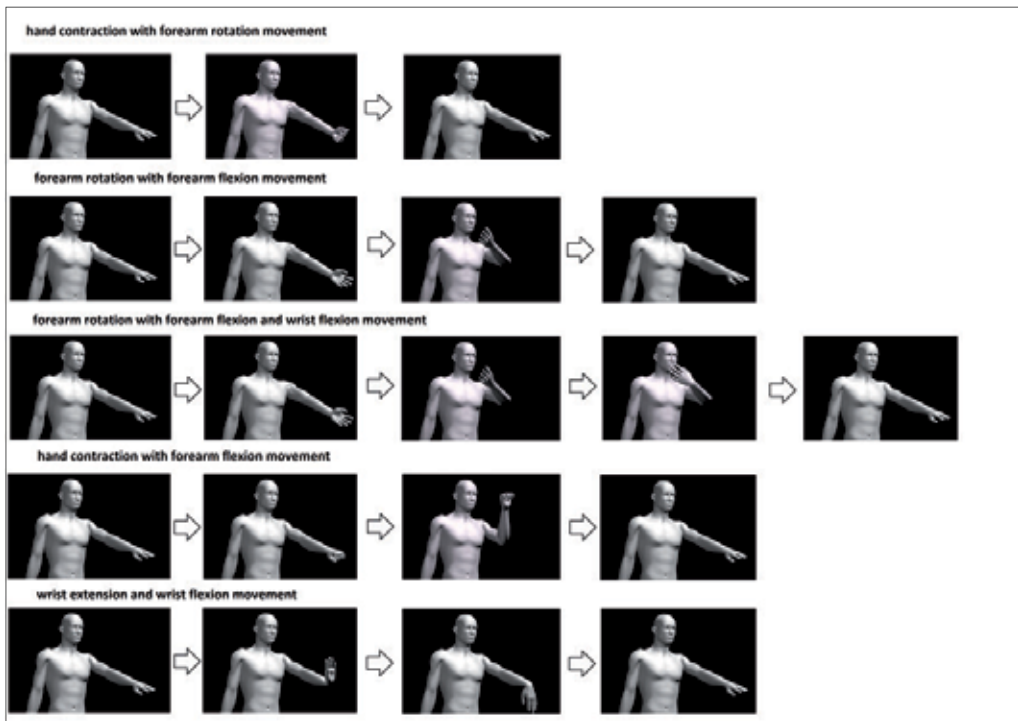 hand contraction with forearm rotation movement
forearm rotation with forearm flexion movement
forearm rotation with forearm flexion and wrist flexion movement
hand contraction with forearm flexion movement
wrist extension and wrist flexion movement